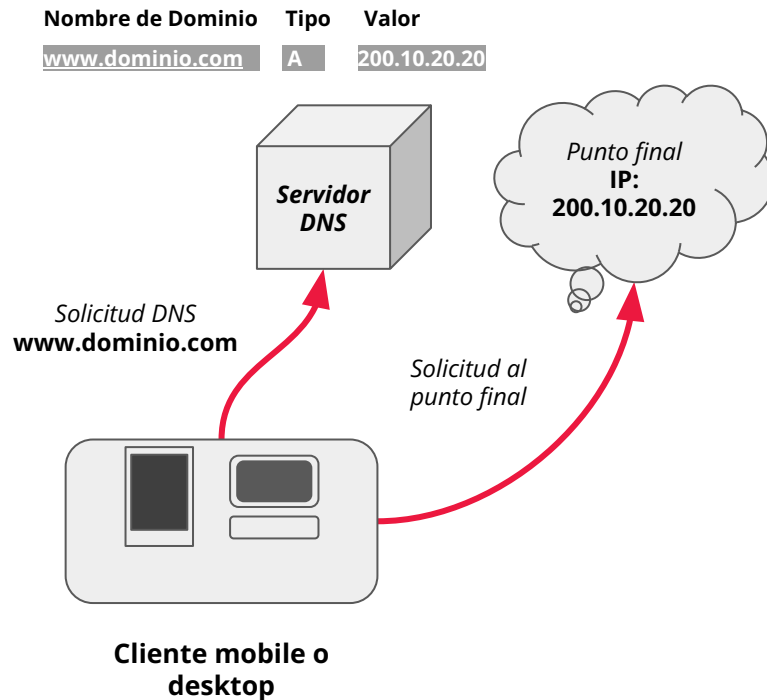 Nombre de Dominio Tipo Valor
www.dominio.com A 200.10.20.20
Servidor
DNS
Punto final
IP:
200.10.20.20
Solicitud DNS
www.dominio.com
Solicitud al
punto final
Cliente mobile o
desktop